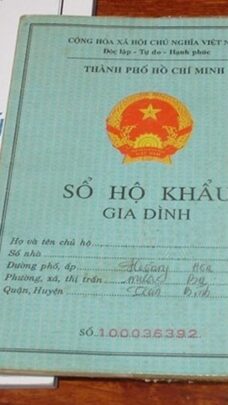 CỘNG HÒA XÃ HỘI CHỦ NGHĨA VIỆT N
Độc lập - Tự do - Hạnh phúc
THÀNH PHỐ HỒ CHÍ MINH
SỔ HỘ KHẨU
GIA DÌNH
Họ và tên chủ hộ
Số nhà
Đường phố, ấp
Phường, xã, thị trấn
Quận, Huyện Bình
SỐ 100036392